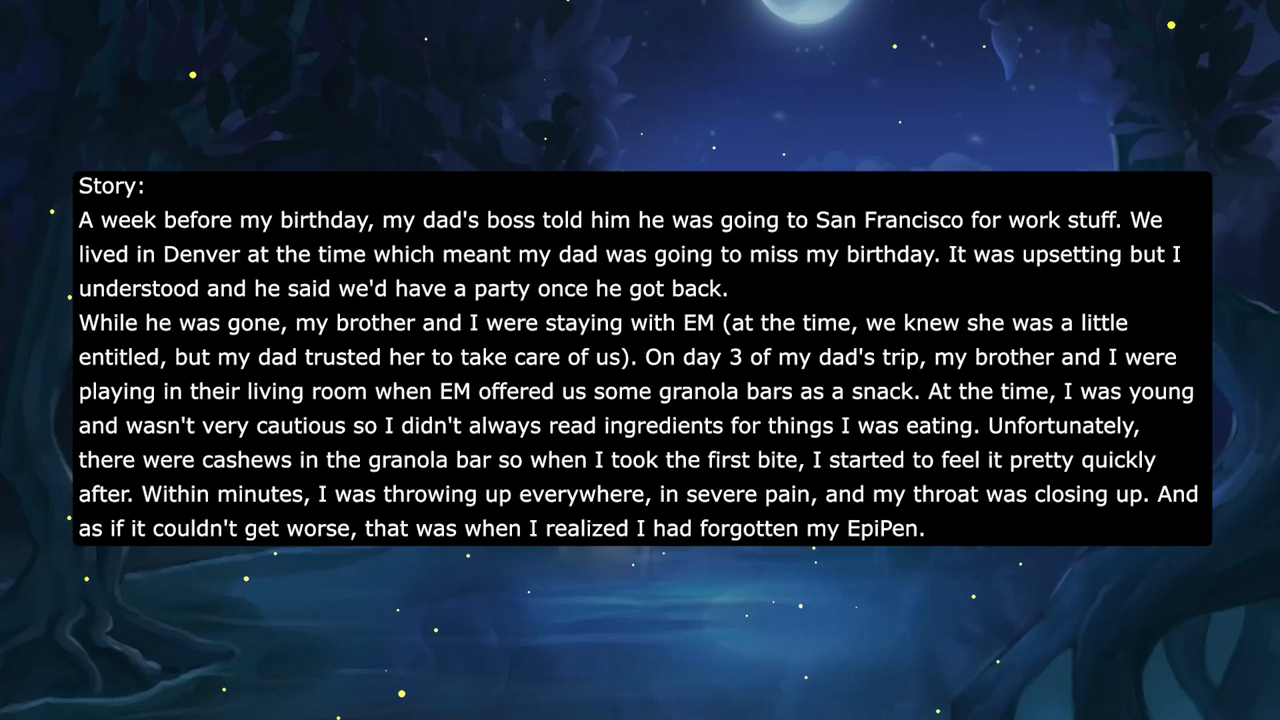 Story:
A week before my birthday, my dad's boss told him he was going to San Francisco for work stuff. We
lived in Denver at the time which meant my dad was going to miss my birthday. It was upsetting but I
understood and he said we'd have a party once he got back.
While he was gone, my brother and I were staying with EM (at the time, we knew she was a little
entitled, but my dad trusted her to take care of us). On day 3 of my dad's trip, my brother and I were
playing in their living room when EM offered us some granola bars as a snack. At the time, I was young
and wasn't very cautious so I didn't always read ingredients for things I was eating. Unfortunately,
there were cashews in the granola bar so when I took the first bite, I started to feel it pretty quickly
after. Within minutes, I was throwing up everywhere, in severe pain, and my throat was closing up. And
as if it couldn't get worse, that was when I realized I had forgotten my EpiPen.